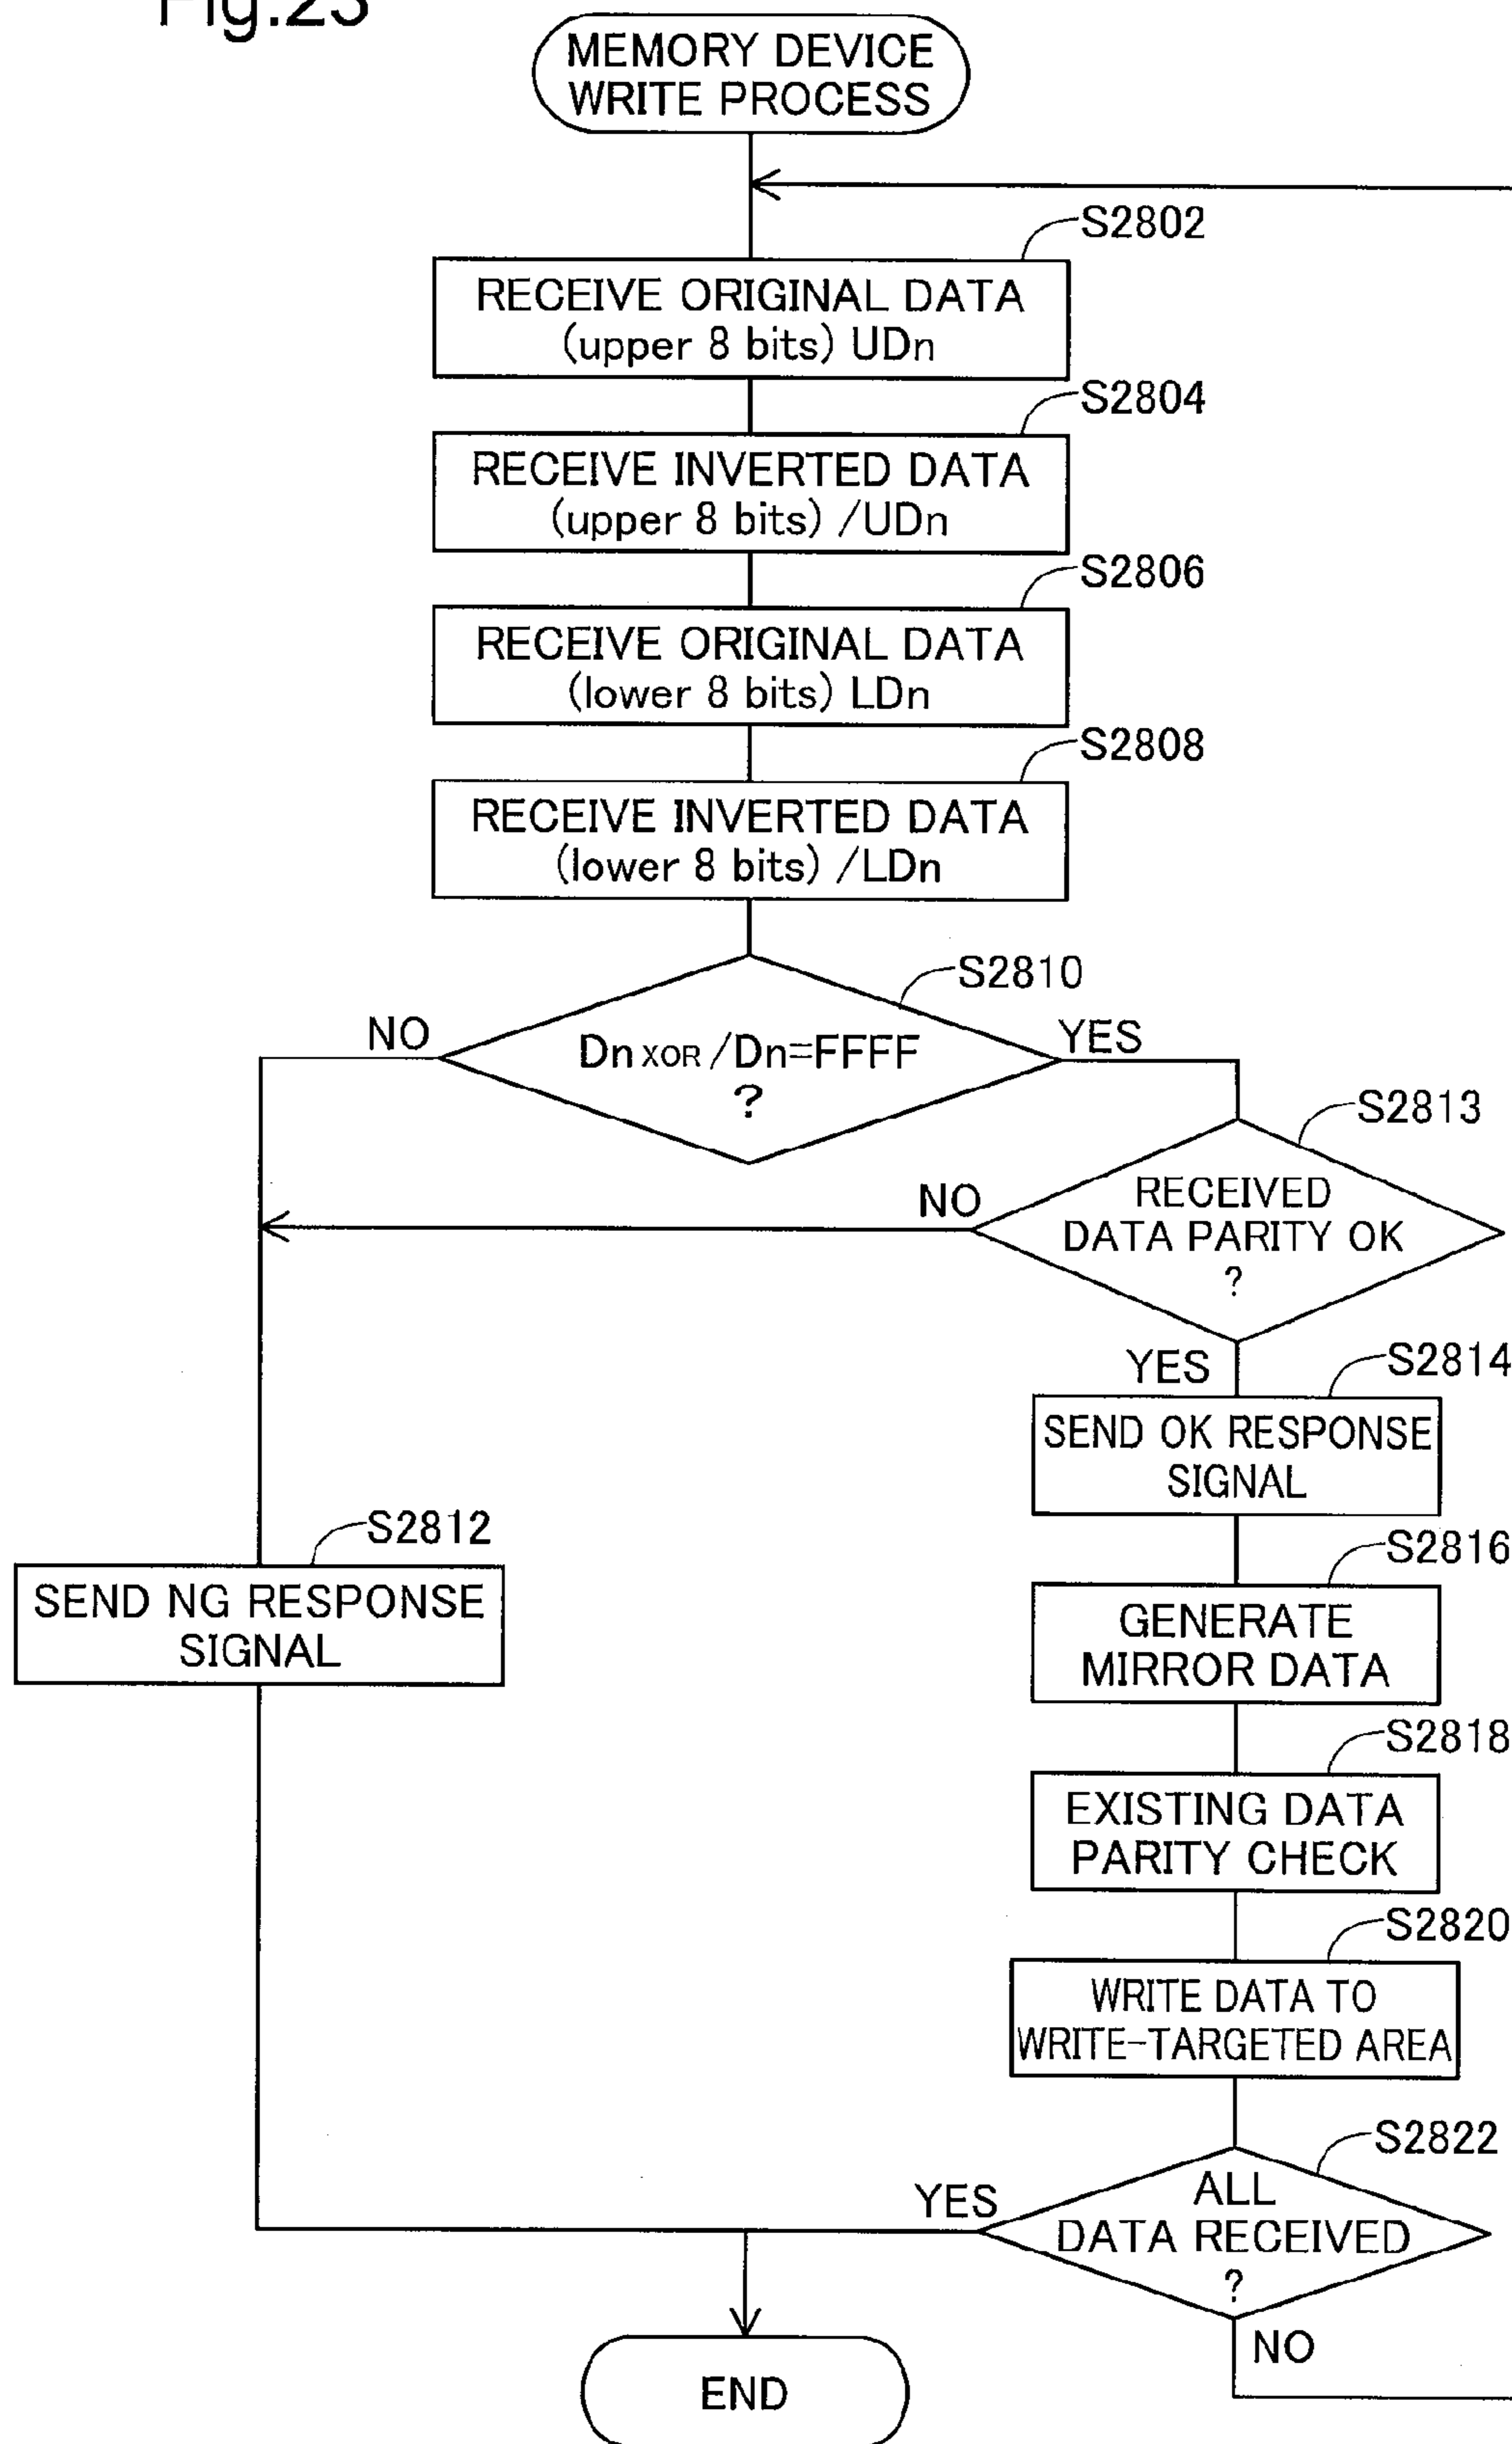 Fig.23
MEMORY DEVICE
WRITE PROCESS
S2802
RECEIVE ORIGINAL DATA
(upper 8 bits) UDn
S2804
RECEIVE INVERTED DATA
(upper 8 bits) /UDn
S2806
RECEIVE ORIGINAL DATA
(lower 8 bits) LDn
S2808
RECEIVE INVERTED DATA
(lower 8 bits) /LDn
S2810
NO
Dn XOR /Dn=FFFF
?
YES
S2813
NO
RECEIVED
DATA PARITY OK
?
YES
S2814
SEND OK RESPONSE
SIGNAL
S2812
SEND NG RESPONSE
SIGNAL
S2816
GENERATE
MIRROR DATA
S2818
EXISTING DATA
PARITY CHECK
S2820
WRITE DATA TO
WRITE-TARGETED AREA
S2822
YES
ALL
DATA RECEIVED
?
NO
END